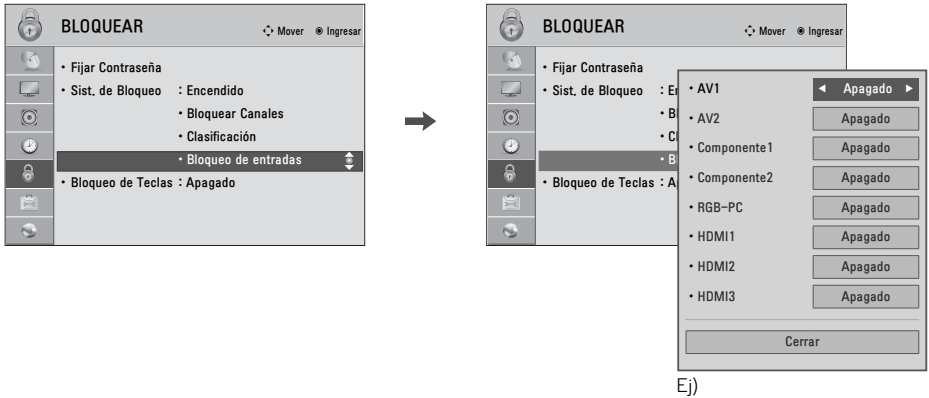 BLOQUEAR
Mover
Ingresar
• Fijar Contraseña
• Sist. de Bloqueo : Encendido
• Bloquear Canales
• Clasificación
• Bloqueo de entradas
• Bloqueo de Teclas : Apagado
BLOQUEAR
Mover
Ingresar
• Fijar Contraseña
• Sist. de Bloqueo : E
• B
• C
• B
• Bloqueo de Teclas : A
• AV1 ◄ Apagado ►
• AV2 Apagado
• Componente1 Apagado
• Componente2 Apagado
• RGB-PC Apagado
• HDMI1 Apagado
• HDMI2 Apagado
• HDMI3 Apagado
Cerrar
Ej)